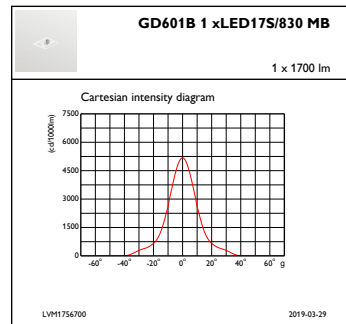 GD601B 1 xLED17S/830 MB
1 x 1700 lm
Cartesian intensity diagram
(cd/1000lm)
7500
6000
4500
3000
1500
0
-60° -40° -20° 0° 20° 40° 60° g
LVM1756700 2019-03-29